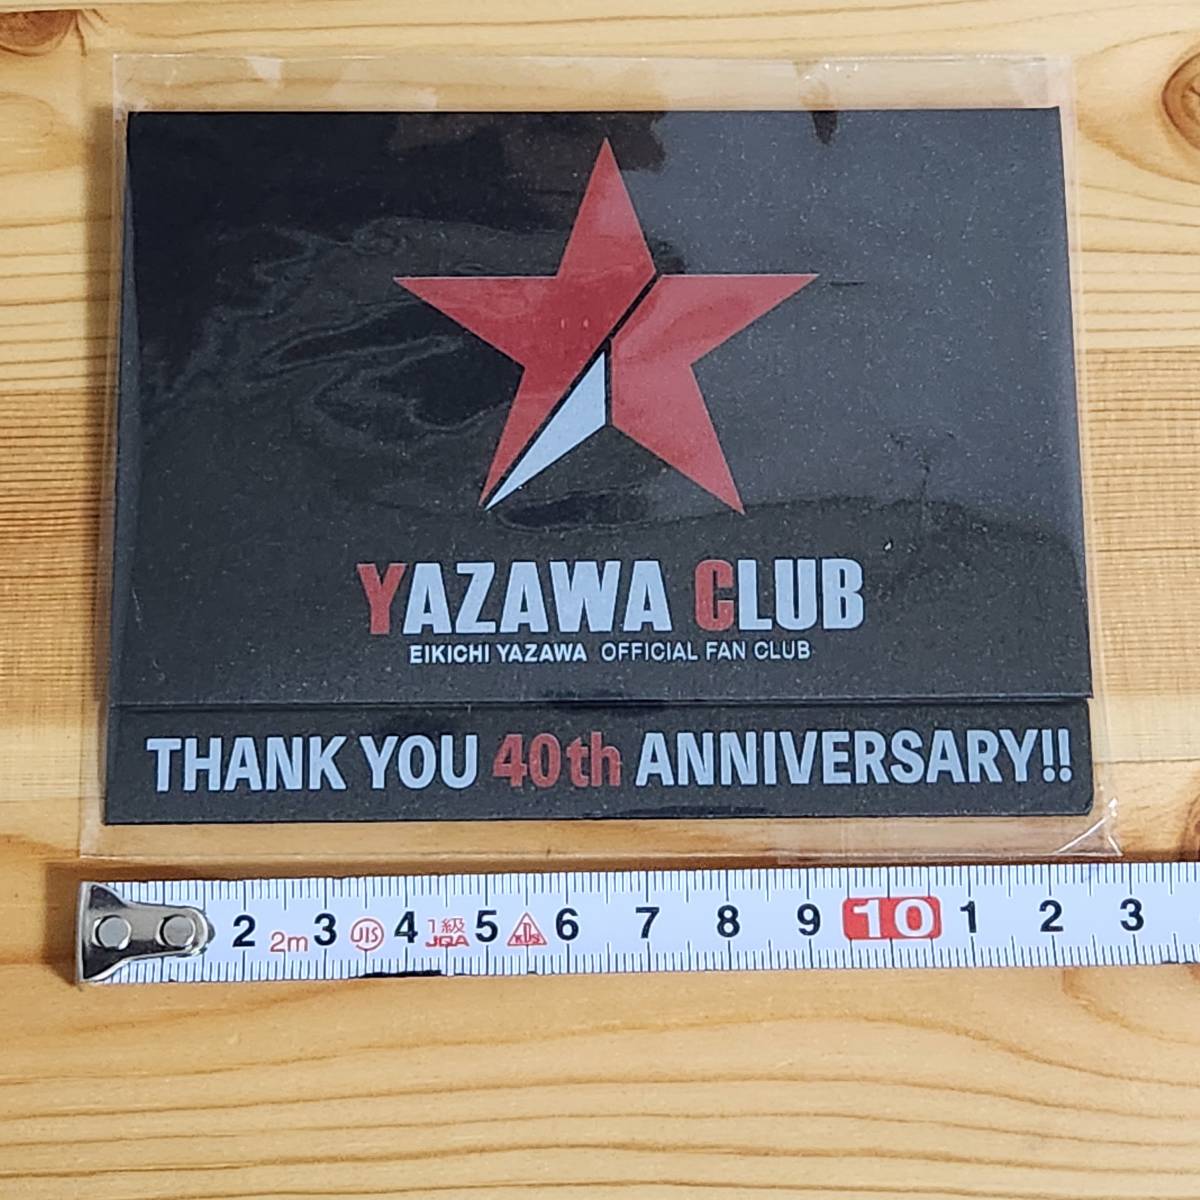 YAZAWA CLUB
EIKICHI YAZAWA OFFICIAL FAN CLUB
THANK YOU 40th ANNIVERSARY!!
2 2m 3 JIS 4 1級 JQA 5 KDS 6 7 8 9 10 1 2 3